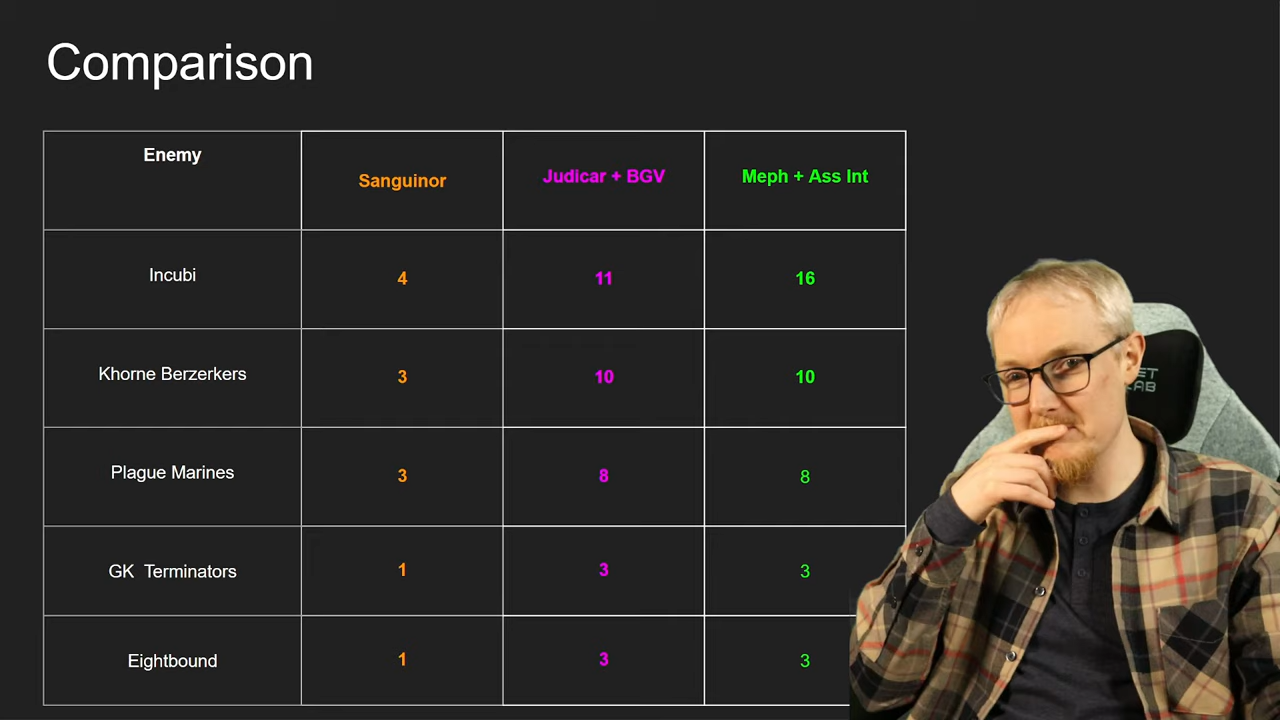 Comparison
Enemy Sanguinor Judicar + BGV Meph + Ass Int
Incubi 4 11 16
Khorne Berzerkers 3 10 10
Plague Marines 3 8 8
GK Terminators 1 3 3
Eightbound 1 3 3